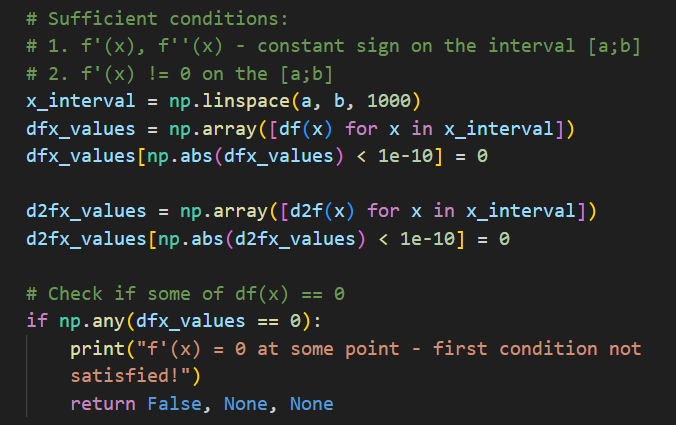 # Sufficient conditions:
# 1. f'(x), f''(x) - constant sign on the interval [a;b]
# 2. f'(x) != 0 on the [a;b]
x_interval = np.linspace(a, b, 1000)
dfx_values = np.array([df(x) for x in x_interval])
dfx_values[np.abs(dfx_values) < 1e-10] = 0
d2fx_values = np.array([d2f(x) for x in x_interval])
d2fx_values[np.abs(d2fx_values) < 1e-10] = 0
# Check if some of df(x) == 0
if np.any(dfx_values == 0):
print("f'(x) = 0 at some point - first condition not
satisfied!")
return False, None, None